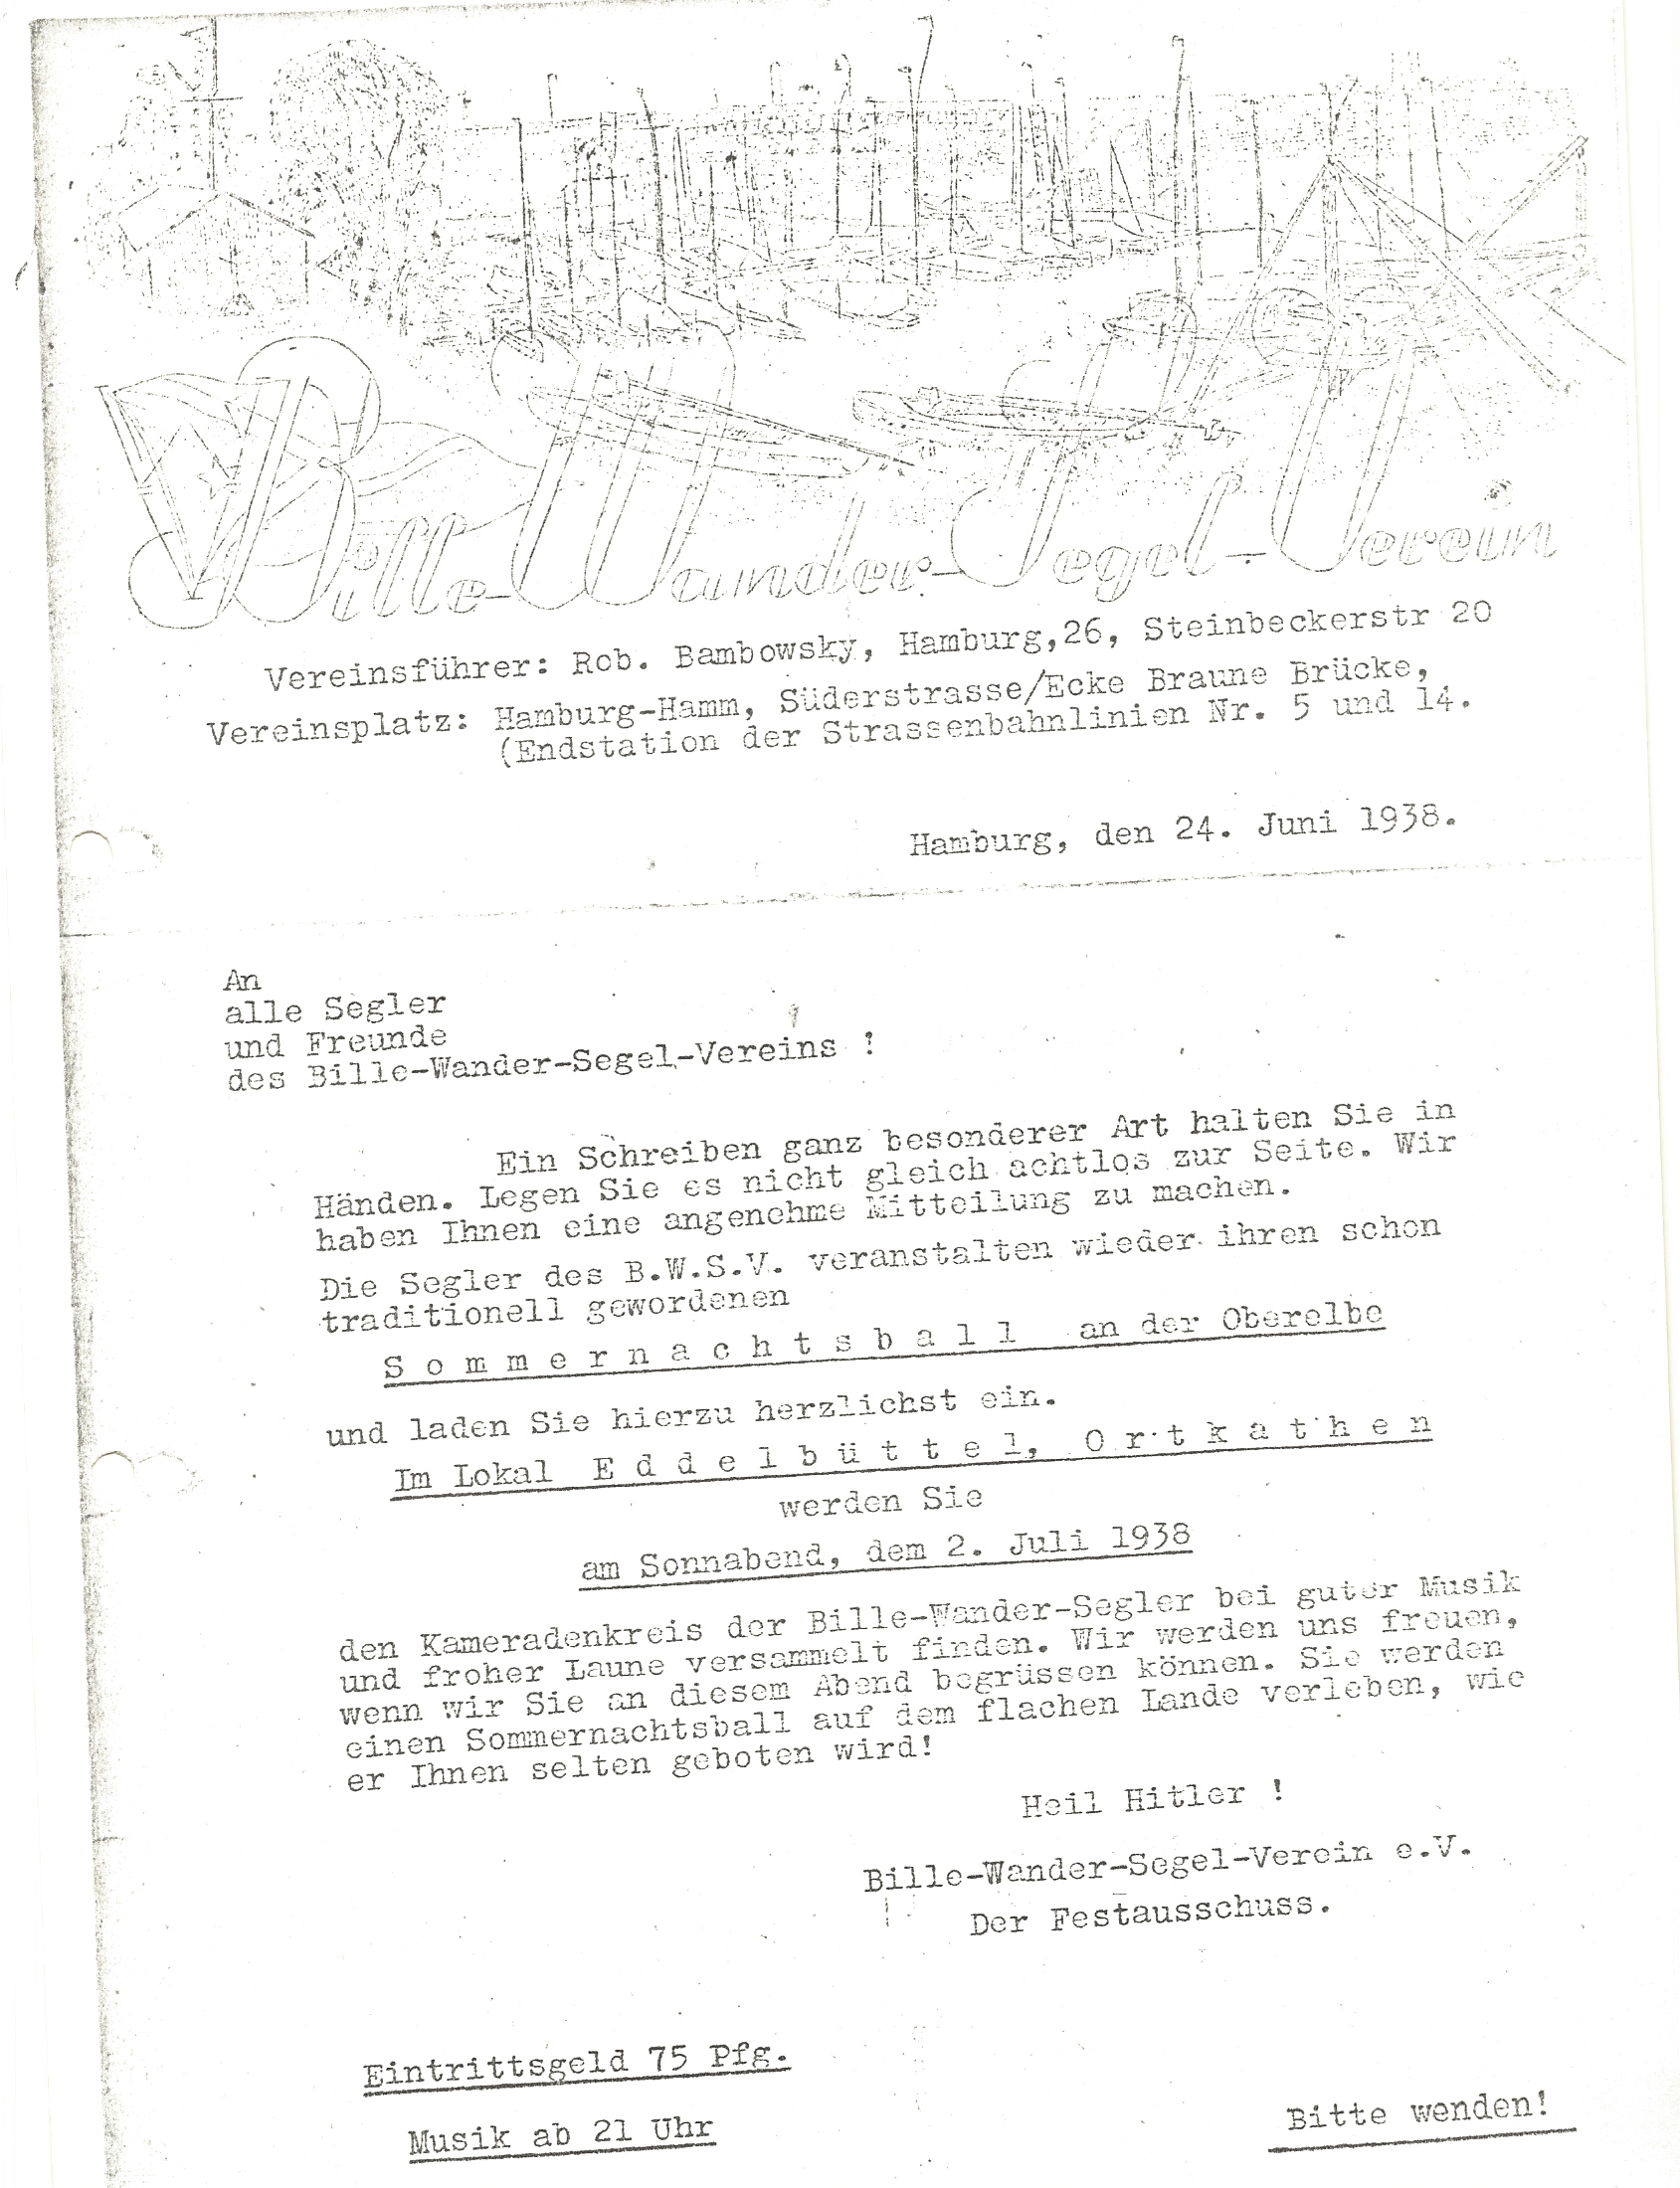 Bille-Wander-Segel-Verein
Vereinsführer: Rob. Bambowsky, Hamburg,26, Steinbeckerstr 20
Vereinsplatz: Hamburg-Hamm, Süderstrasse/Ecke Braune Brücke,
(Endstation der Strassenbahnlinien Nr. 5 und 14.
Hamburg, den 24. Juni 1938.
An
alle Segler
und Freunde
des Bille-Wander-Segel-Vereins !
Ein Schreiben ganz besonderer Art halten Sie in
Händen. Legen Sie es nicht gleich achtlos zur Seite. Wir
haben Ihnen eine angenehme Mitteilung zu machen.
Die Segler des B.W.S.V. veranstalten wieder ihren schon
traditionell gewordenen
S o m m e r n a c h t s b a l l an der Oberelbe
und laden Sie hierzu herzlichst ein.
Im Lokal E d d e l b ü t t e l, O r t k a t h e n
werden Sie
am Sonnabend, dem 2. Juli 1938
den Kameradenkreis der Bille-Wander-Segler bei guter Musik
und froher Laune versammelt finden. Wir werden uns freuen,
wenn wir Sie an diesem Abend begrüssen können. Sie werden
einen Sommernachtsball auf dem flachen Lande verleben, wie
er Ihnen selten geboten wird!
Heil Hitler !
Bille-Wander-Segel-Verein e.V.
Der Festausschuss.
Eintrittsgeld 75 Pfg.
Musik ab 21 Uhr
Bitte wenden!